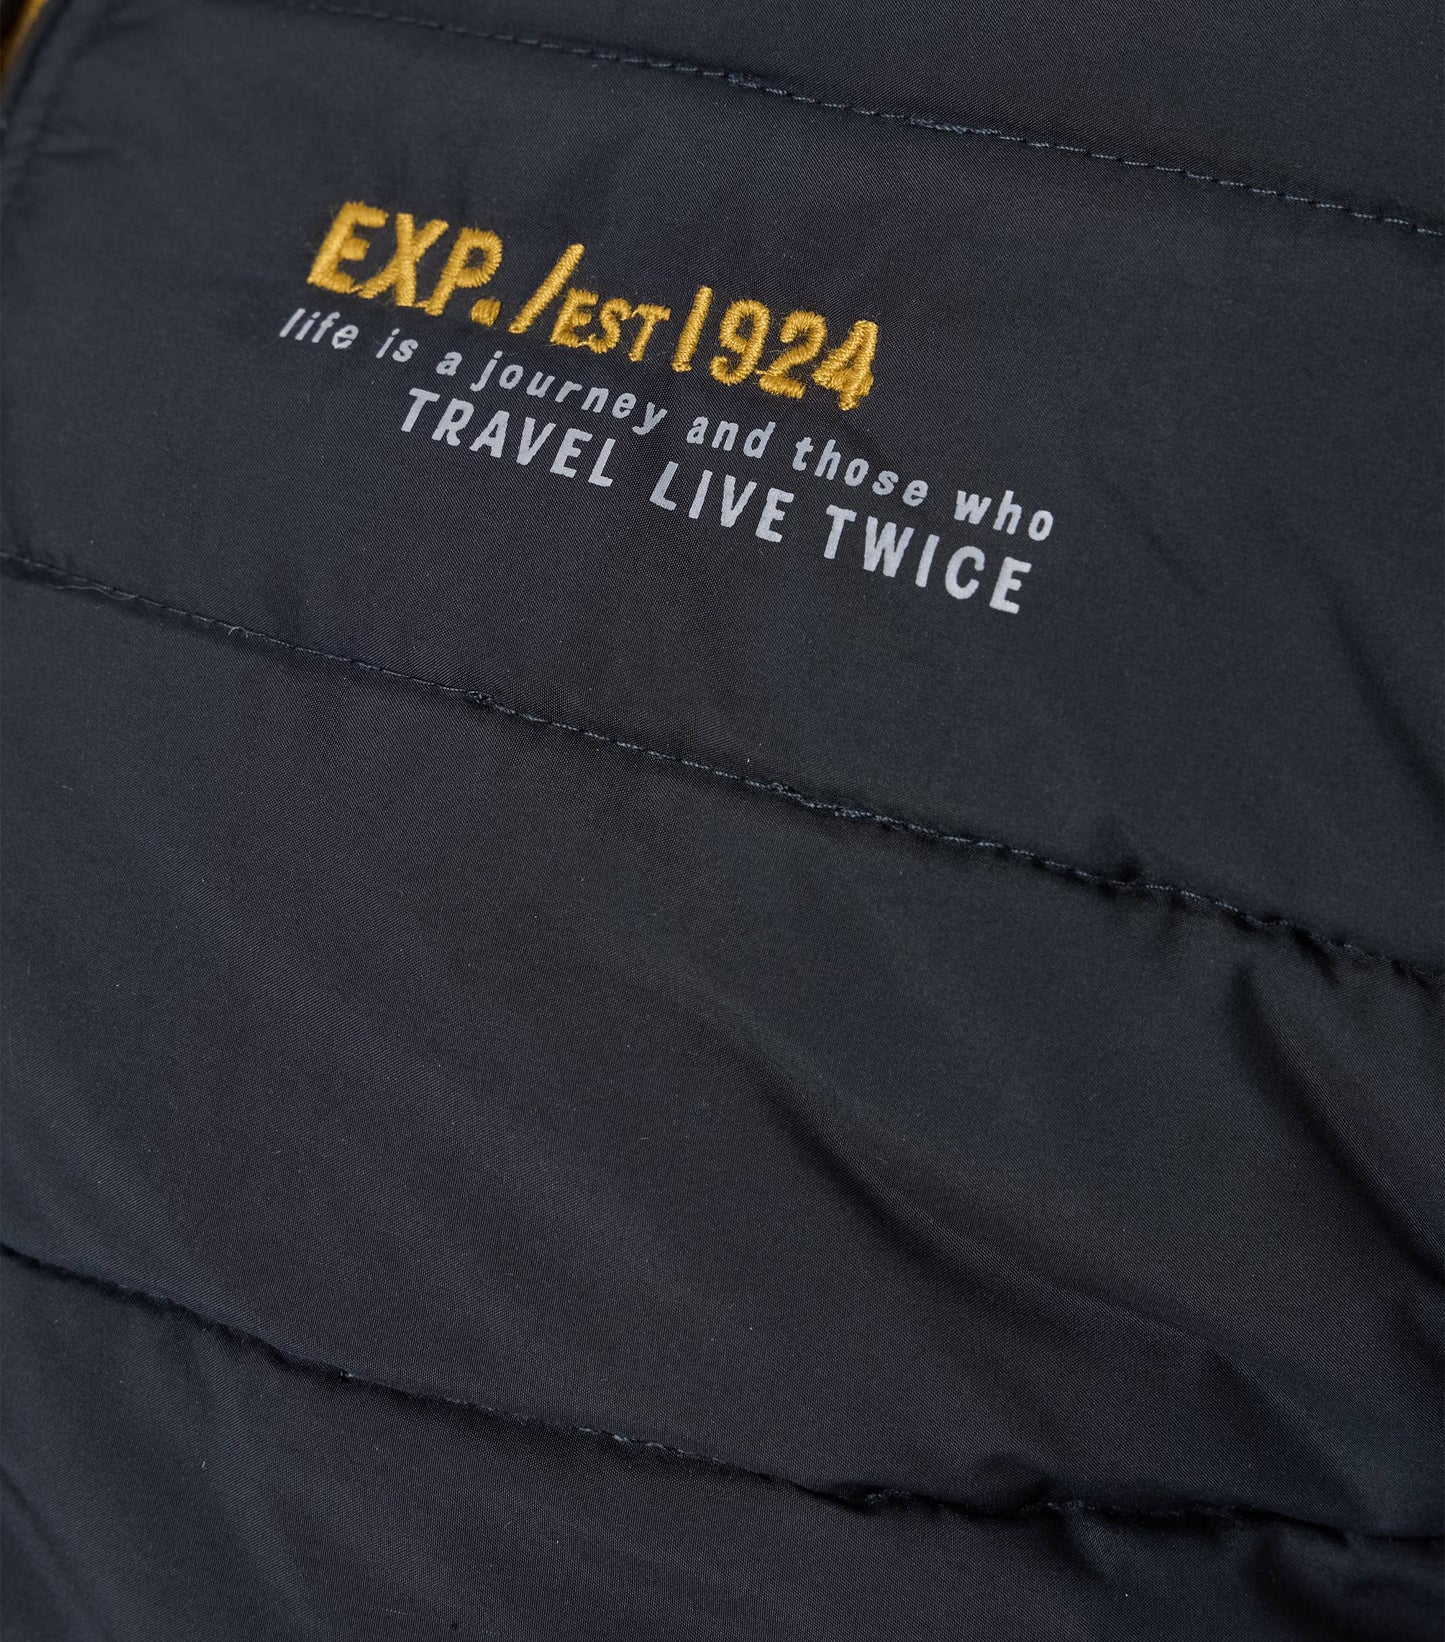 EXP./EST 1924
life is a journey and those who
TRAVEL LIVE TWICE